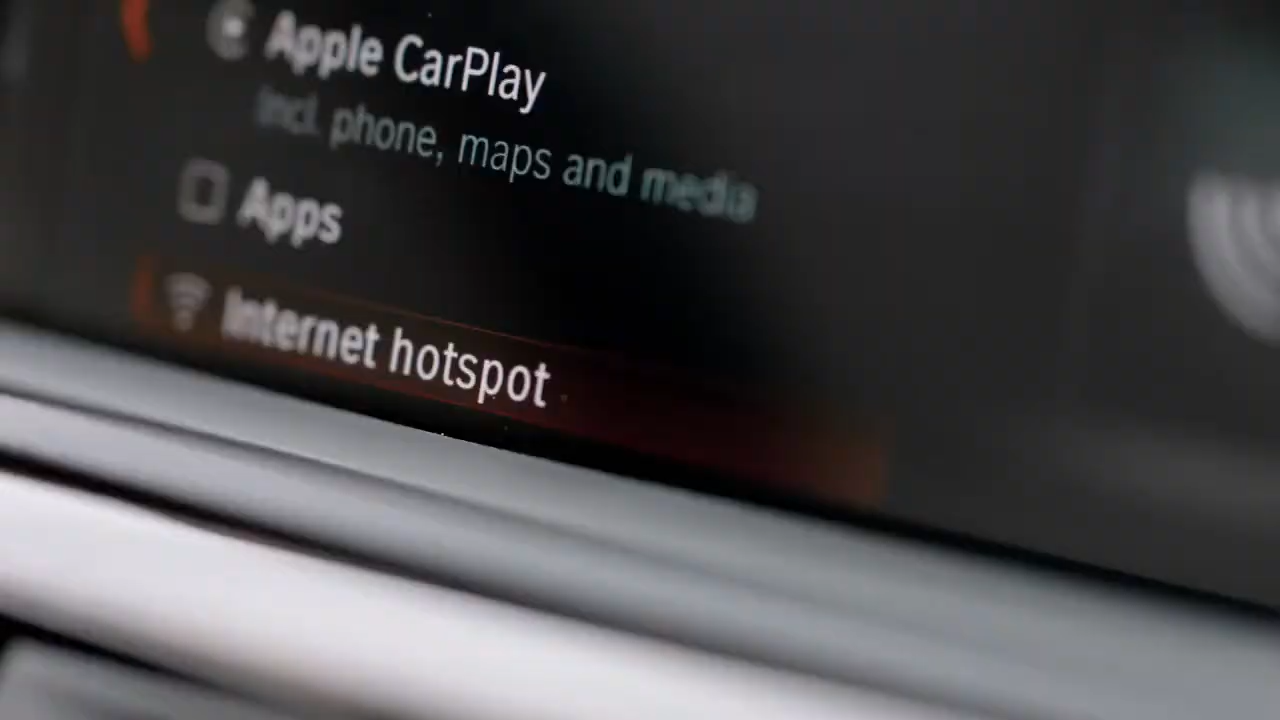 Apple CarPlay
Incl. phone, maps and media
Apps
Internet hotspot